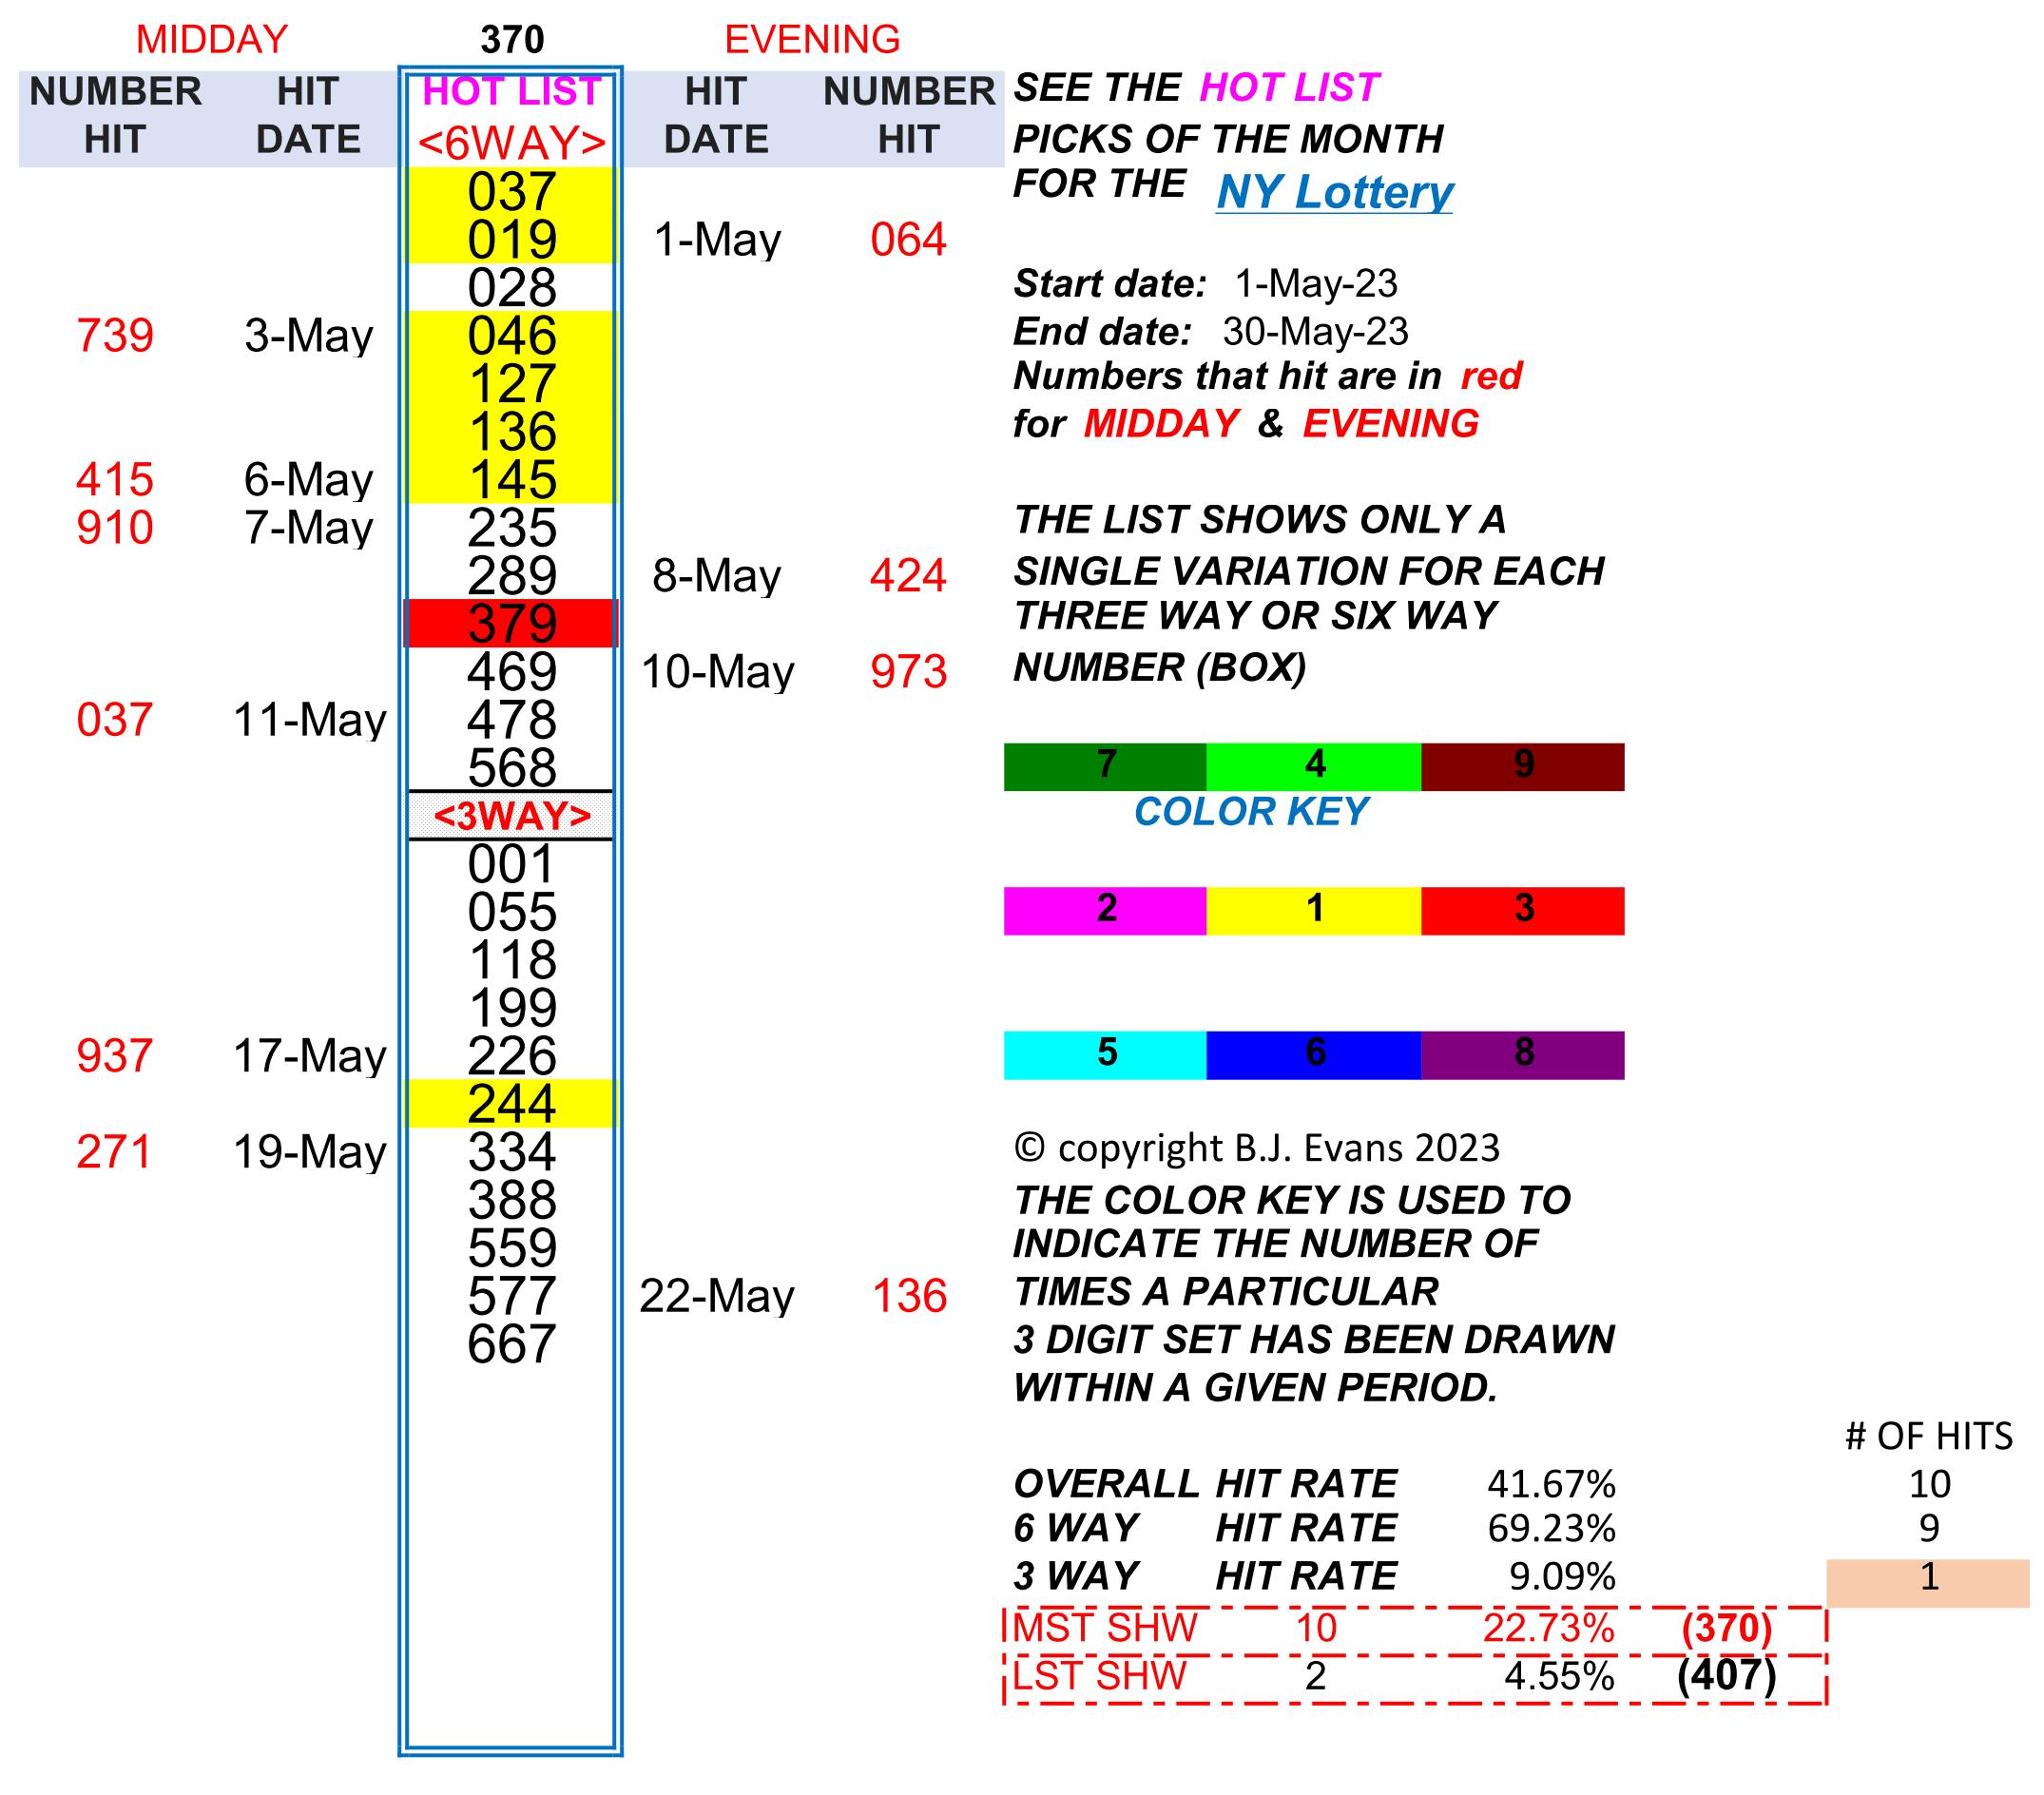 MIDDAY 370 EVENING
NUMBER HIT HOT LIST HIT NUMBER SEE THE HOT LIST
HIT DATE <6WAY> DATE HIT PICKS OF THE MONTH
037 FOR THE NY Lottery
019 1-May 064
028 Start date: 1-May-23
739 3-May 046 End date: 30-May-23
127 Numbers that hit are in red
136 for MIDDAY & EVENING
415 6-May 145
910 7-May 235 THE LIST SHOWS ONLY A
289 8-May 424 SINGLE VARIATION FOR EACH
379 THREE WAY OR SIX WAY
469 10-May 973 NUMBER (BOX)
037 11-May 478
568 7 4 9
<3WAY> COLOR KEY
001
055 2 1 3
118
199
937 17-May 226 5 6 8
244
271 19-May 334 © copyright B.J. Evans 2023
388 THE COLOR KEY IS USED TO
559 INDICATE THE NUMBER OF
577 22-May 136 TIMES A PARTICULAR
667 3 DIGIT SET HAS BEEN DRAWN
WITHIN A GIVEN PERIOD.
# OF HITS
OVERALL HIT RATE 41.67% 10
6 WAY HIT RATE 69.23% 9
3 WAY HIT RATE 9.09% 1
MST SHW 10 22.73% (370)
LST SHW 2 4.55% (407)